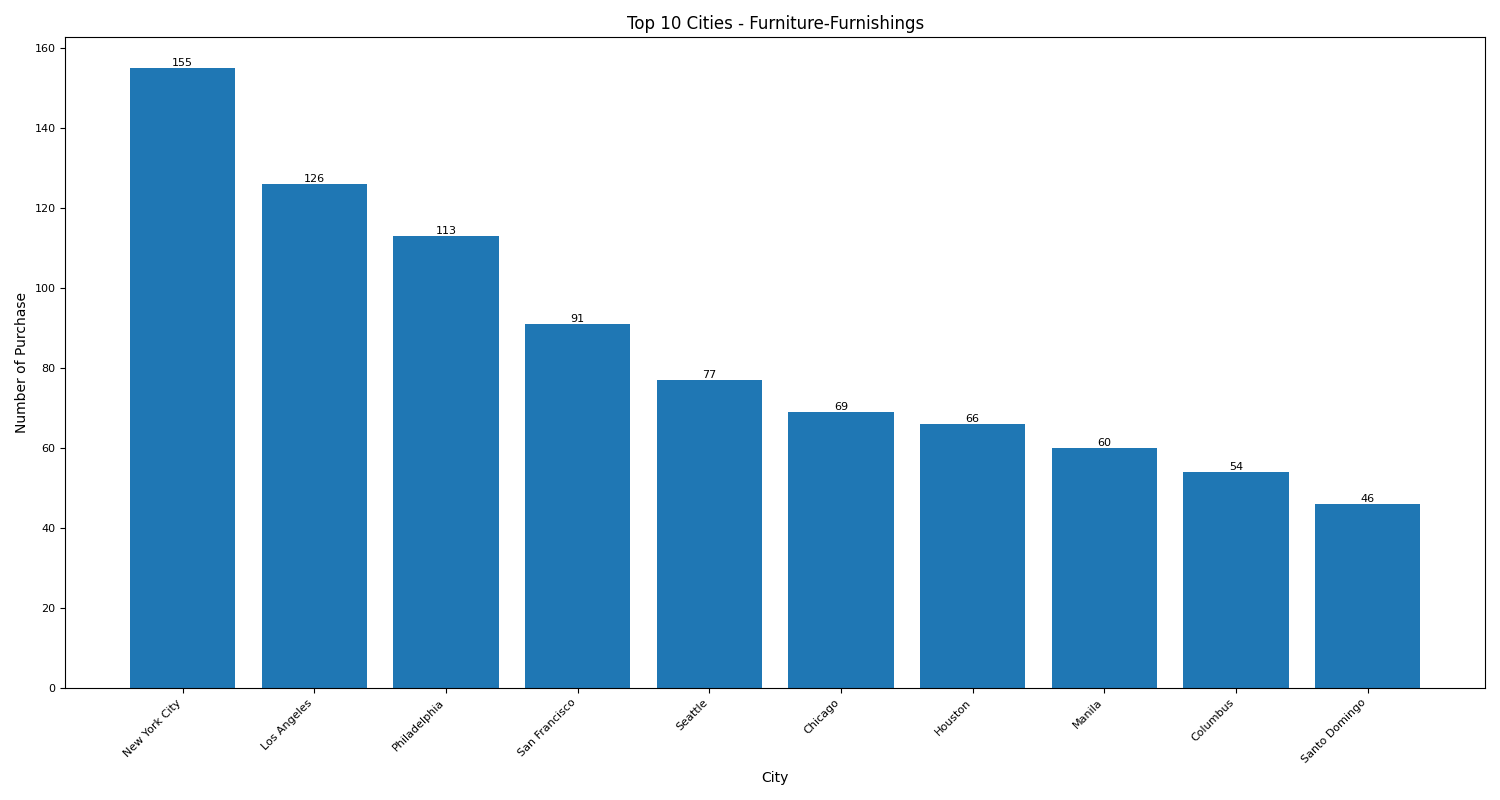 Top 10 Cities - Furniture-Furnishings
Number of Purchase
160
140
120
100
80
60
40
20
0
155
126
113
91
77
69
66
60
54
46
New York City
Los Angeles
Philadelphia
San Francisco
Seattle
Chicago
Houston
Manila
Columbus
Santo Domingo
City